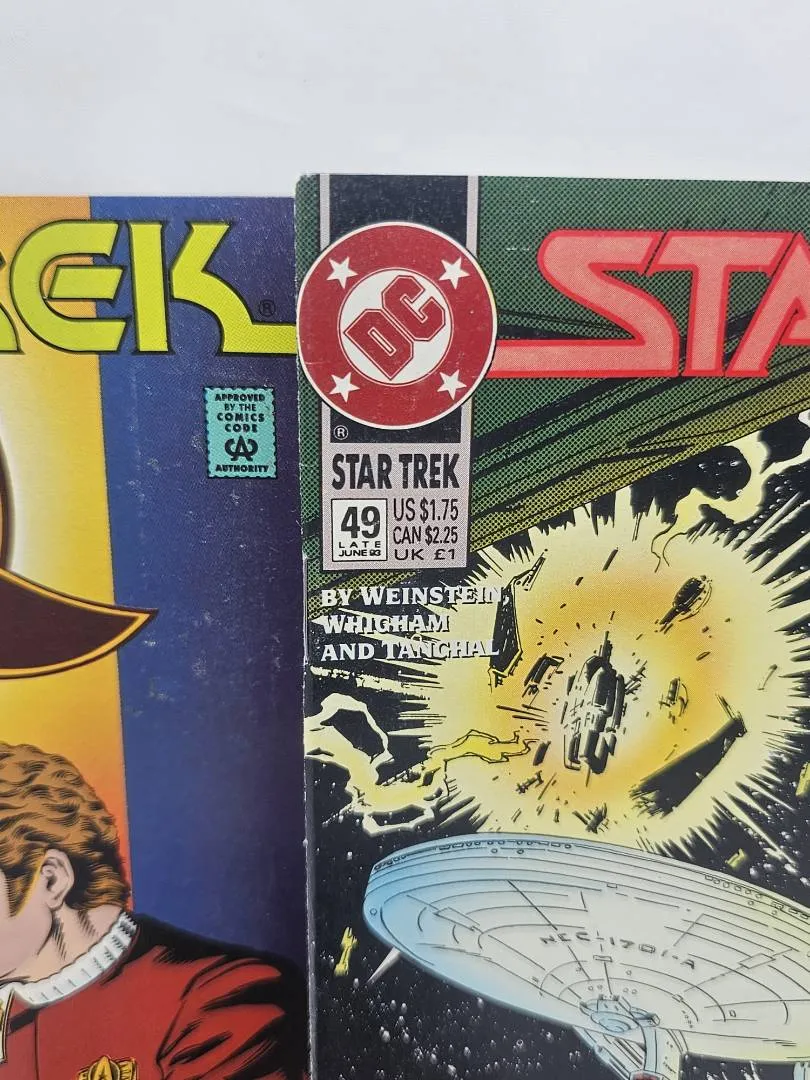 EK
®
APPROVED
BY THE
COMICS
CODE
CA
AUTHORITY
DC
®
STA
STAR TREK
49
LATE
JUNE 93
US $1.75
CAN $2.25
UK £1
BY WEINSTEIN,
WHIGHAM
AND TANGHAL
NCC-1701-A